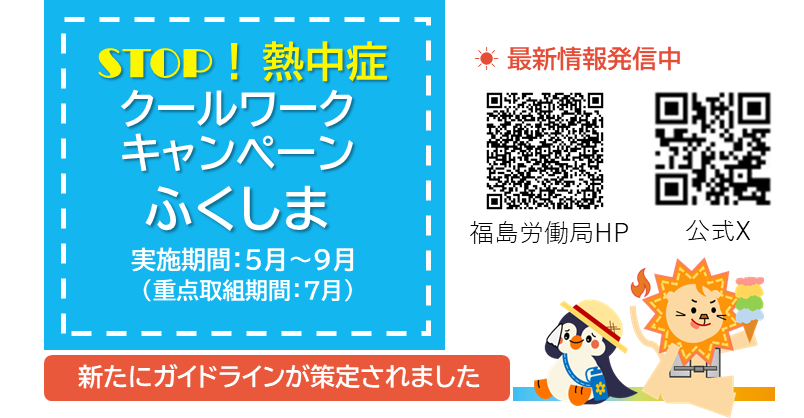 STOP！熱中症
クールワーク
キャンペーン
ふくしま
実施期間：5月～9月
（重点取組期間：7月）
新たにガイドラインが策定されました
最新情報発信中
福島労働局HP
公式X